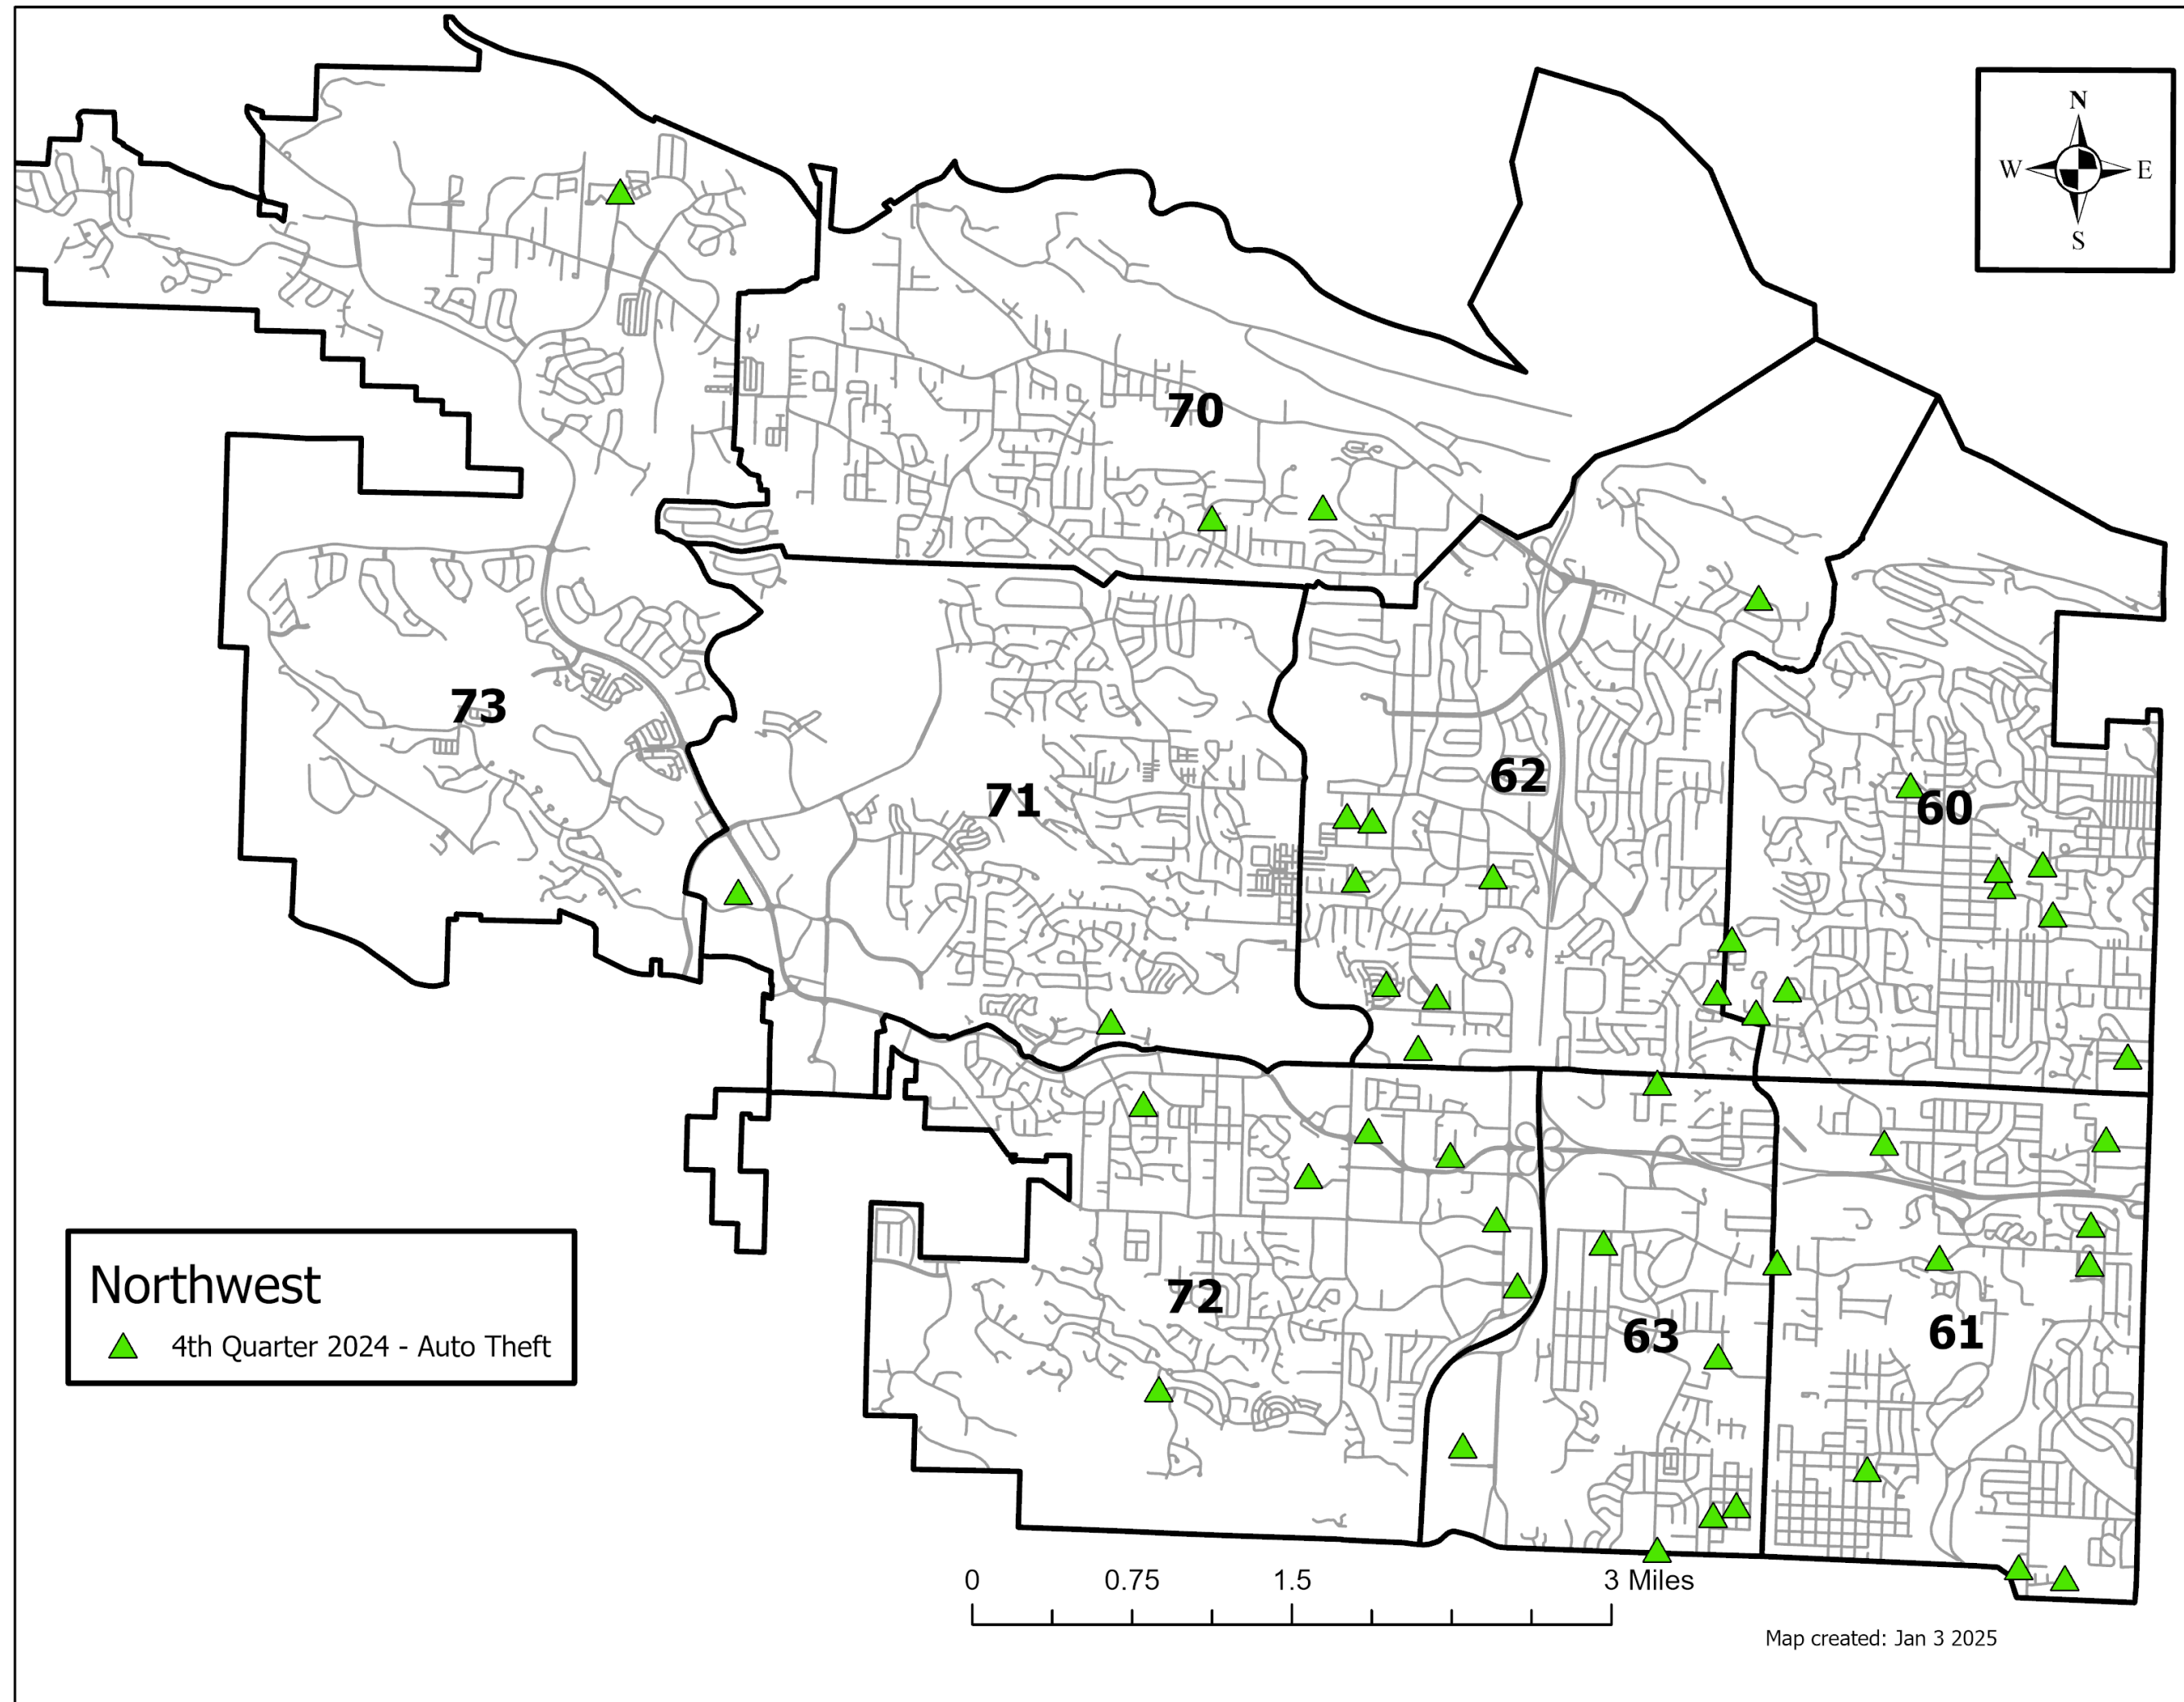 N
W E
S
70
73
62
71
60
72
61
63
Northwest
4th Quarter 2024 - Auto Theft
0 0.75 1.5 3 Miles
Map created: Jan 3 2025